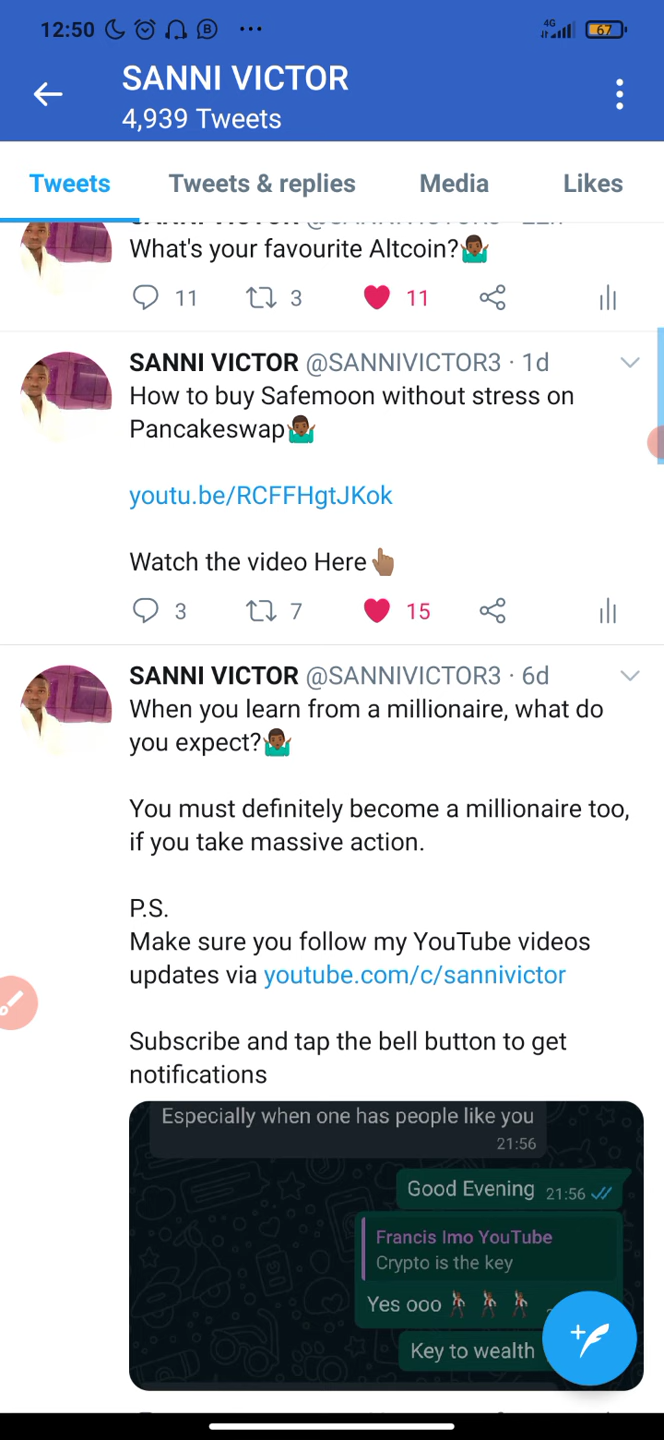 12:50 B ... 4G 67
SANNI VICTOR
4,939 Tweets
Tweets Tweets & replies Media Likes
What's your favourite Altcoin?🤷🏾‍♂️
11 3 11
SANNI VICTOR @SANNIVICTOR3 · 1d
How to buy Safemoon without stress on
Pancakeswap🤷🏾‍♂️
youtu.be/RCFFHgtJKok
Watch the video Here👆🏽
3 7 15
SANNI VICTOR @SANNIVICTOR3 · 6d
When you learn from a millionaire, what do
you expect?🤷🏾‍♂️
You must definitely become a millionaire too,
if you take massive action.
P.S.
Make sure you follow my YouTube videos
updates via youtube.com/c/sannivictor
Subscribe and tap the bell button to get
notifications
Especially when one has people like you
21:56
Good Evening 21:56
Francis Imo YouTube
Crypto is the key
Yes ooo 🕺🏾 🕺🏾 🕺🏾
Key to wealth